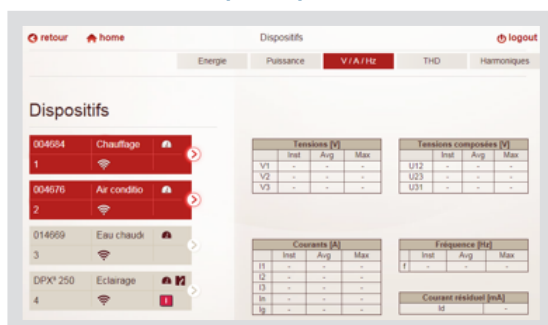 retour home Dispositifs logout
Energie Puissance V/A/Hz THD Harmoniques
Dispositifs
004684 Chauffage
1
004676 Air conditio
2
014669 Eau chaude
3
DPX³ 250 Eclairage
4
Tensions [V]
Inst Avg Max
V1 - - -
V2 - - -
V3 - - -
Tensions composées [V]
Inst Avg Max
U12 - - -
U23 - - -
U31 - - -
Courants [A]
Inst Avg Max
I1 - - -
I2 - - -
I3 - - -
In - - -
Ig - - -
Fréquence [Hz]
Inst Avg Max
f - - -
Courant résiduel [mA]
Id -